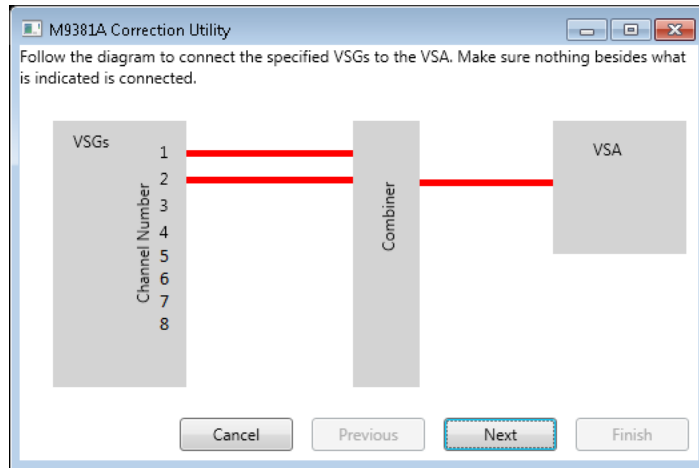 M9381A Correction Utility
Follow the diagram to connect the specified VSGs to the VSA. Make sure nothing besides what
is indicated is connected.
VSGs
Channel Number
1
2
3
4
5
6
7
8
Combiner
VSA
Cancel
Previous
Next
Finish